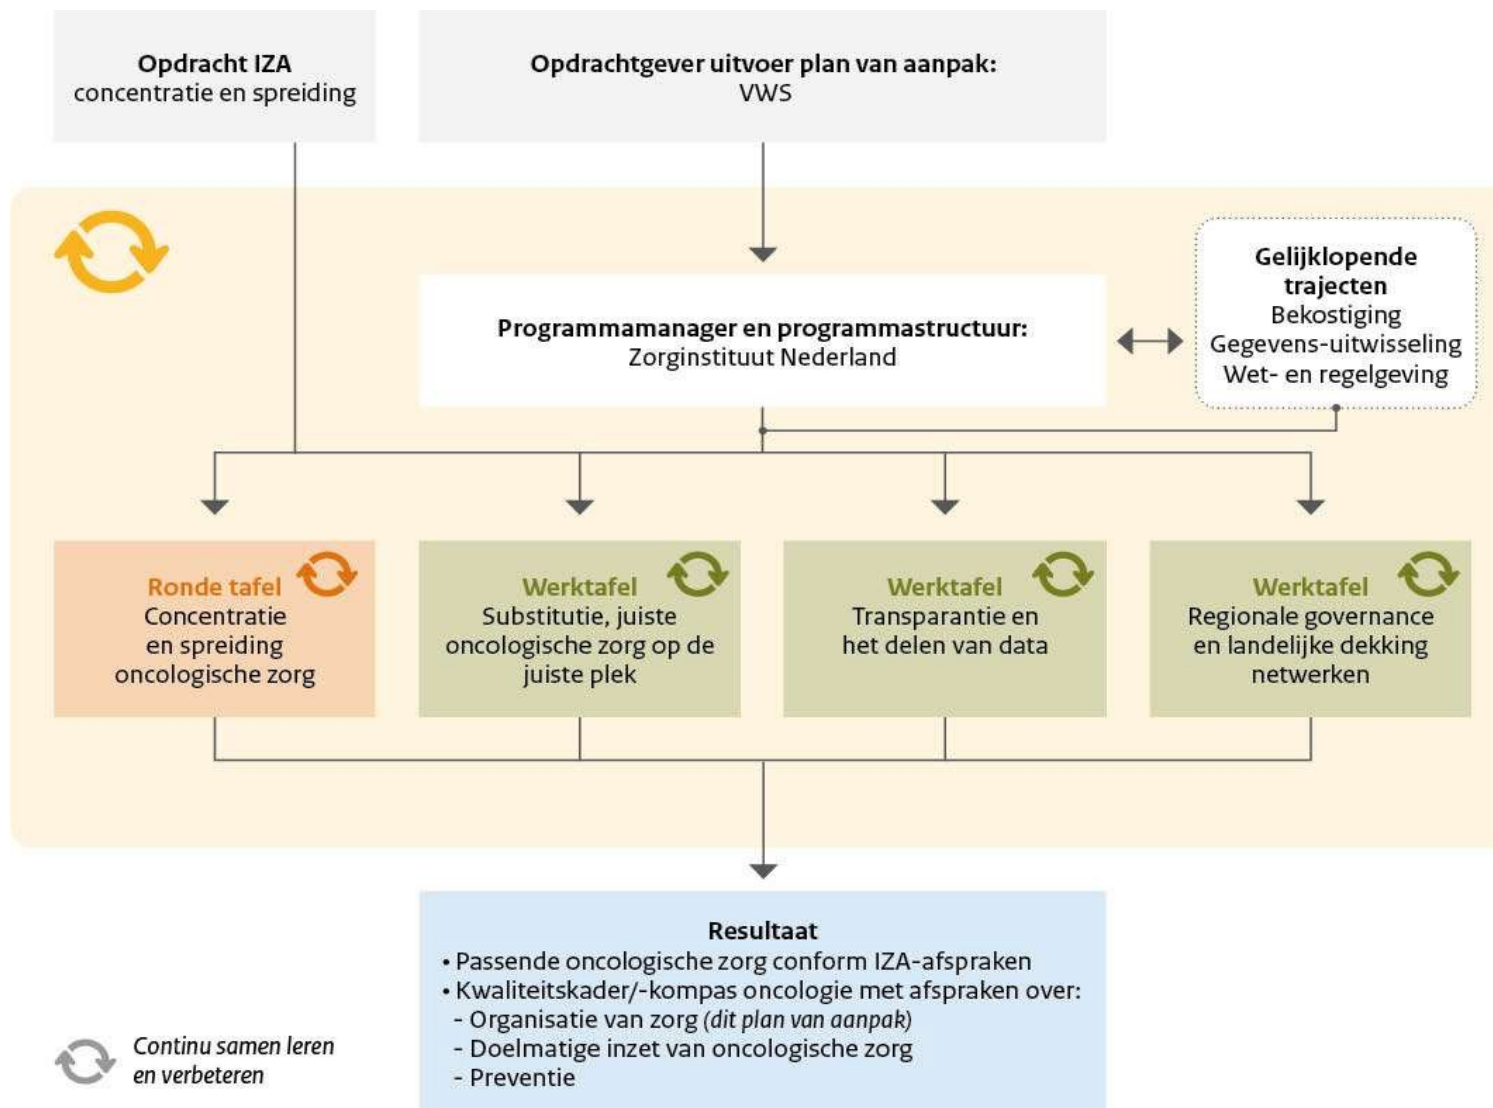 Opdracht IZA
concentratie en spreiding
Opdrachtgever uitvoer plan van aanpak:
VWS
Programmamanager en programmastructuur:
Zorginstituut Nederland
Gelijklopende
trajecten
Bekostiging
Gegevens-uitwisseling
Wet- en regelgeving
Ronde tafel
Concentratie
en spreiding
oncologische zorg
Werktafel
Substitutie, juiste
oncologische zorg op de
juiste plek
Werktafel
Transparantie en
het delen van data
Werktafel
Regionale governance
en landelijke dekking
netwerken
Resultaat
• Passende oncologische zorg conform IZA-afspraken
• Kwaliteitskader/-kompas oncologie met afspraken over:
- Organisatie van zorg (dit plan van aanpak)
- Doelmatige inzet van oncologische zorg
- Preventie
Continu samen leren
en verbeteren